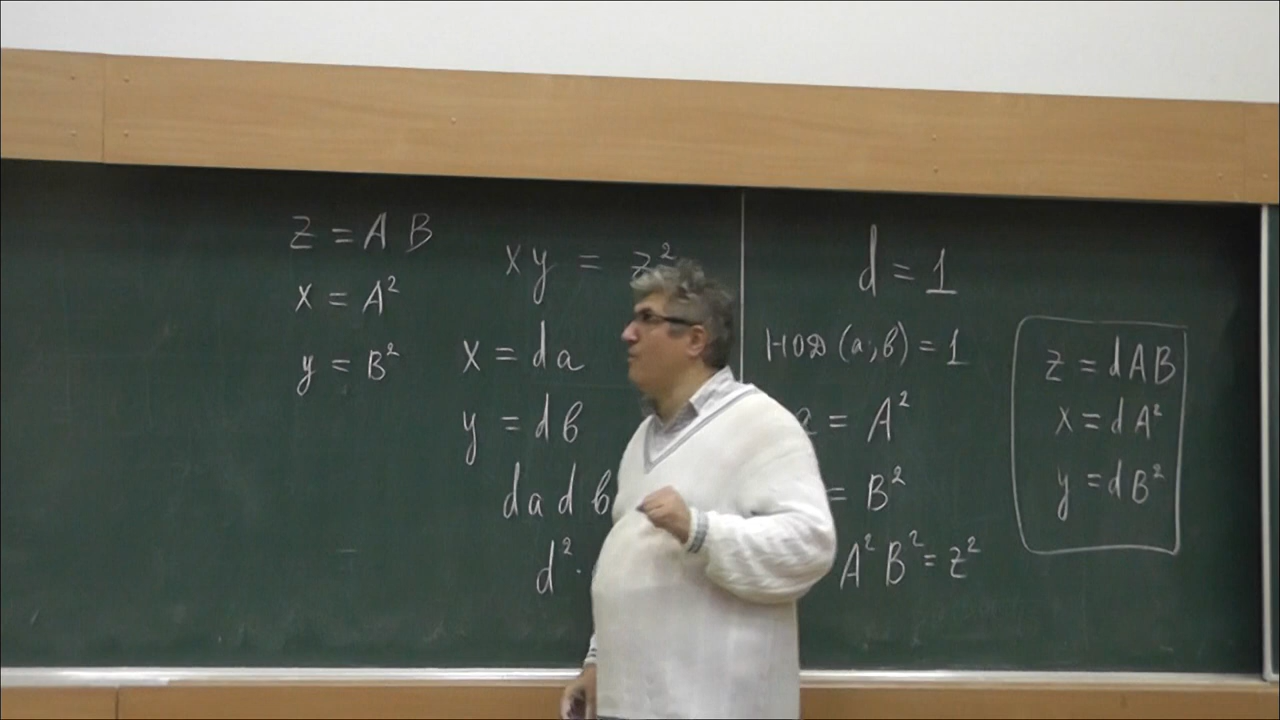 z = A B
x = A²
y = B²
xy = z²
x = da
y = dв
da d в
d² ·
d = 1
НОД (a; в) = 1
a = A²
= B²
A² B² = z²
z = dAB
x = dA²
y = dB²